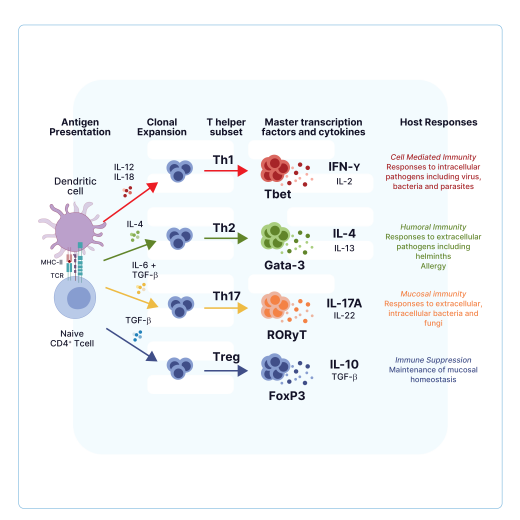 Antigen
Presentation
Clonal
Expansion
T helper
subset
Master transcription
factors and cytokines
Host Responses
Dendritic
cell
MHC-II
TCR
Naive
CD4⁺ Tcell
IL-12
IL-18
Th1
Tbet
IFN-γ
IL-2
Cell Mediated Immunity
Responses to intracellular
pathogens including virus,
bacteria and parasites
IL-4
Th2
Gata-3
IL-4
IL-13
Humoral Immunity
Responses to extracellular
pathogens including
helminths
Allergy
IL-6 +
TGF-β
Th17
RORγT
IL-17A
IL-22
Mucosal Immunity
Responses to extracellular,
intracellular bacteria and
fungi
TGF-β
Treg
FoxP3
IL-10
TGF-β
Immune Suppression
Maintenance of mucosal
homeostasis